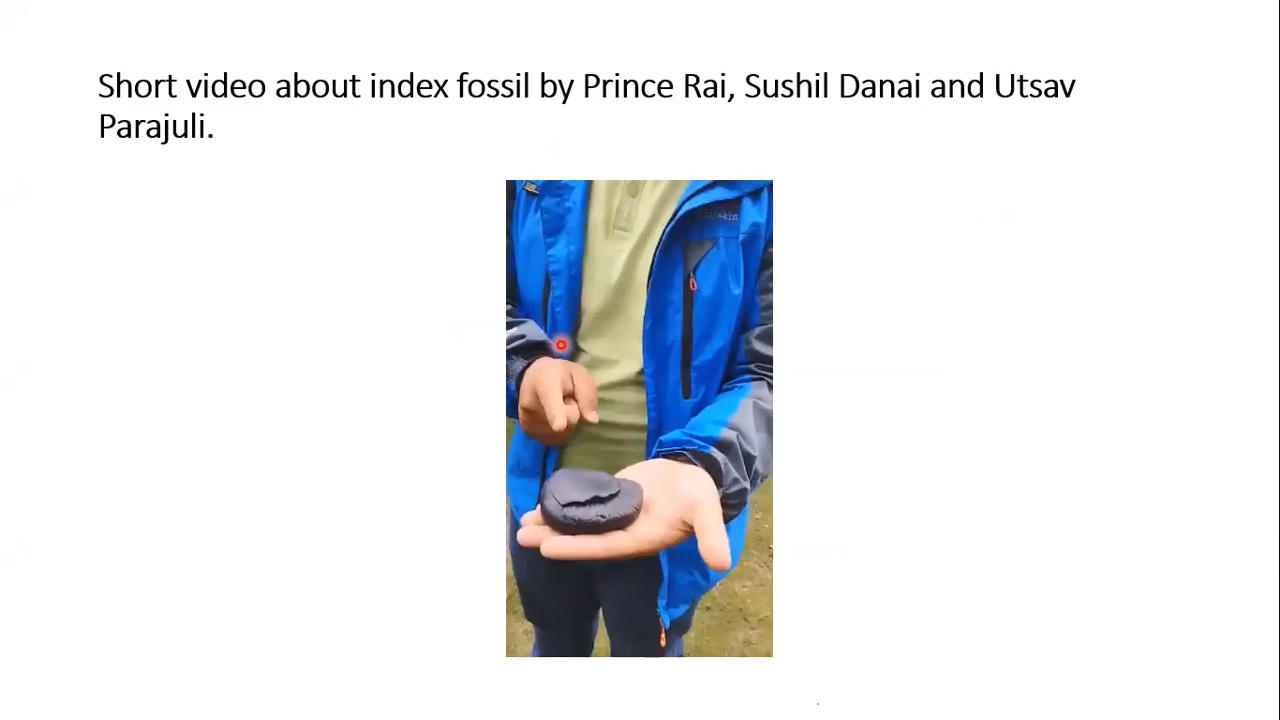 Short video about index fossil by Prince Rai, Sushil Danai and Utsav
Parajuli.